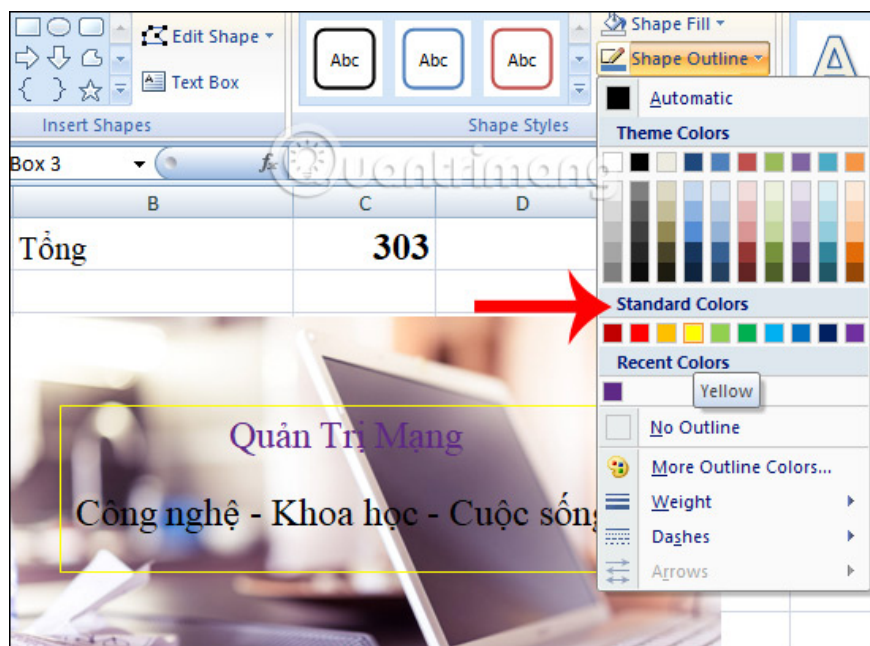 Edit Shape
Text Box
Insert Shapes
Abc
Abc
Abc
Shape Styles
Shape Fill
Shape Outline
A
Automatic
Theme Colors
Standard Colors
Recent Colors
Yellow
No Outline
More Outline Colors...
Weight
Dashes
Arrows
Box 3
fx
Quantrimang
B
C
D
Tổng
303
Quản Trị Mạng
Công nghệ - Khoa học - Cuộc sống